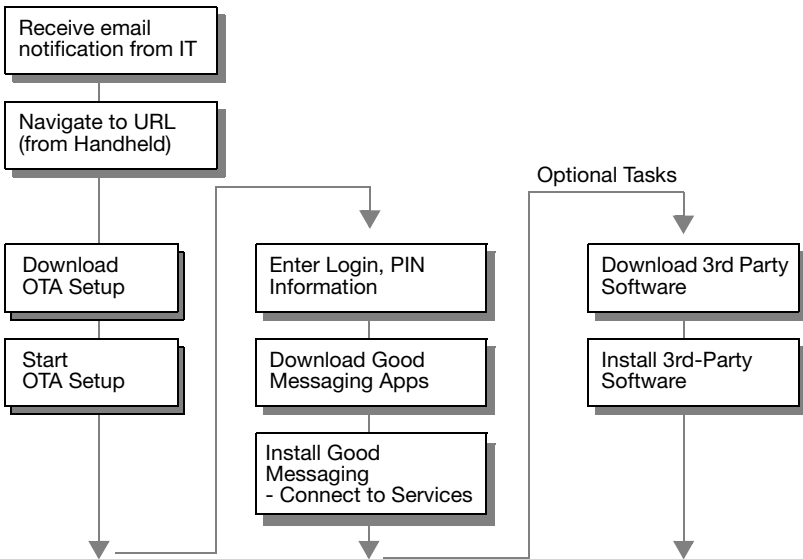 Receive email
notification from IT
Navigate to URL
(from Handheld)
Download
OTA Setup
Start
OTA Setup
Enter Login, PIN
Information
Download Good
Messaging Apps
Install Good
Messaging
- Connect to Services
Optional Tasks
Download 3rd Party
Software
Install 3rd-Party
Software